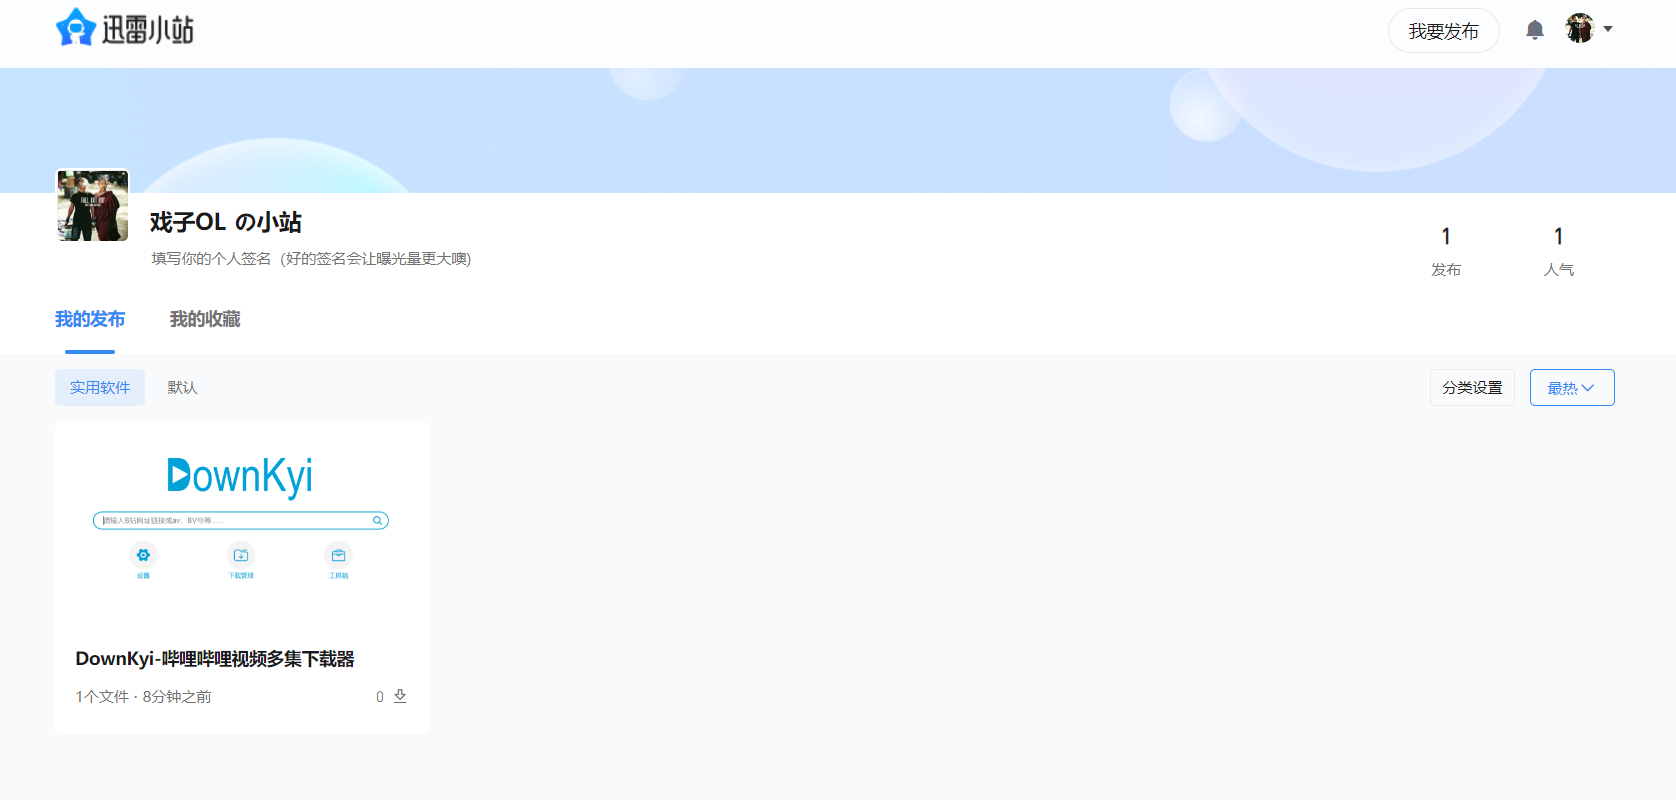 迅雷小站
我要发布
戏子OL の小站
填写你的个人签名 (好的签名会让曝光量更大噢)
1
发布
1
人气
我的发布
我的收藏
实用软件
默认
分类设置
最热
DownKyi
请输入B站网址链接或av、BV号等......
设置
下载管理
工具箱
DownKyi-哔哩哔哩视频多集下载器
1个文件 · 8分钟之前
0